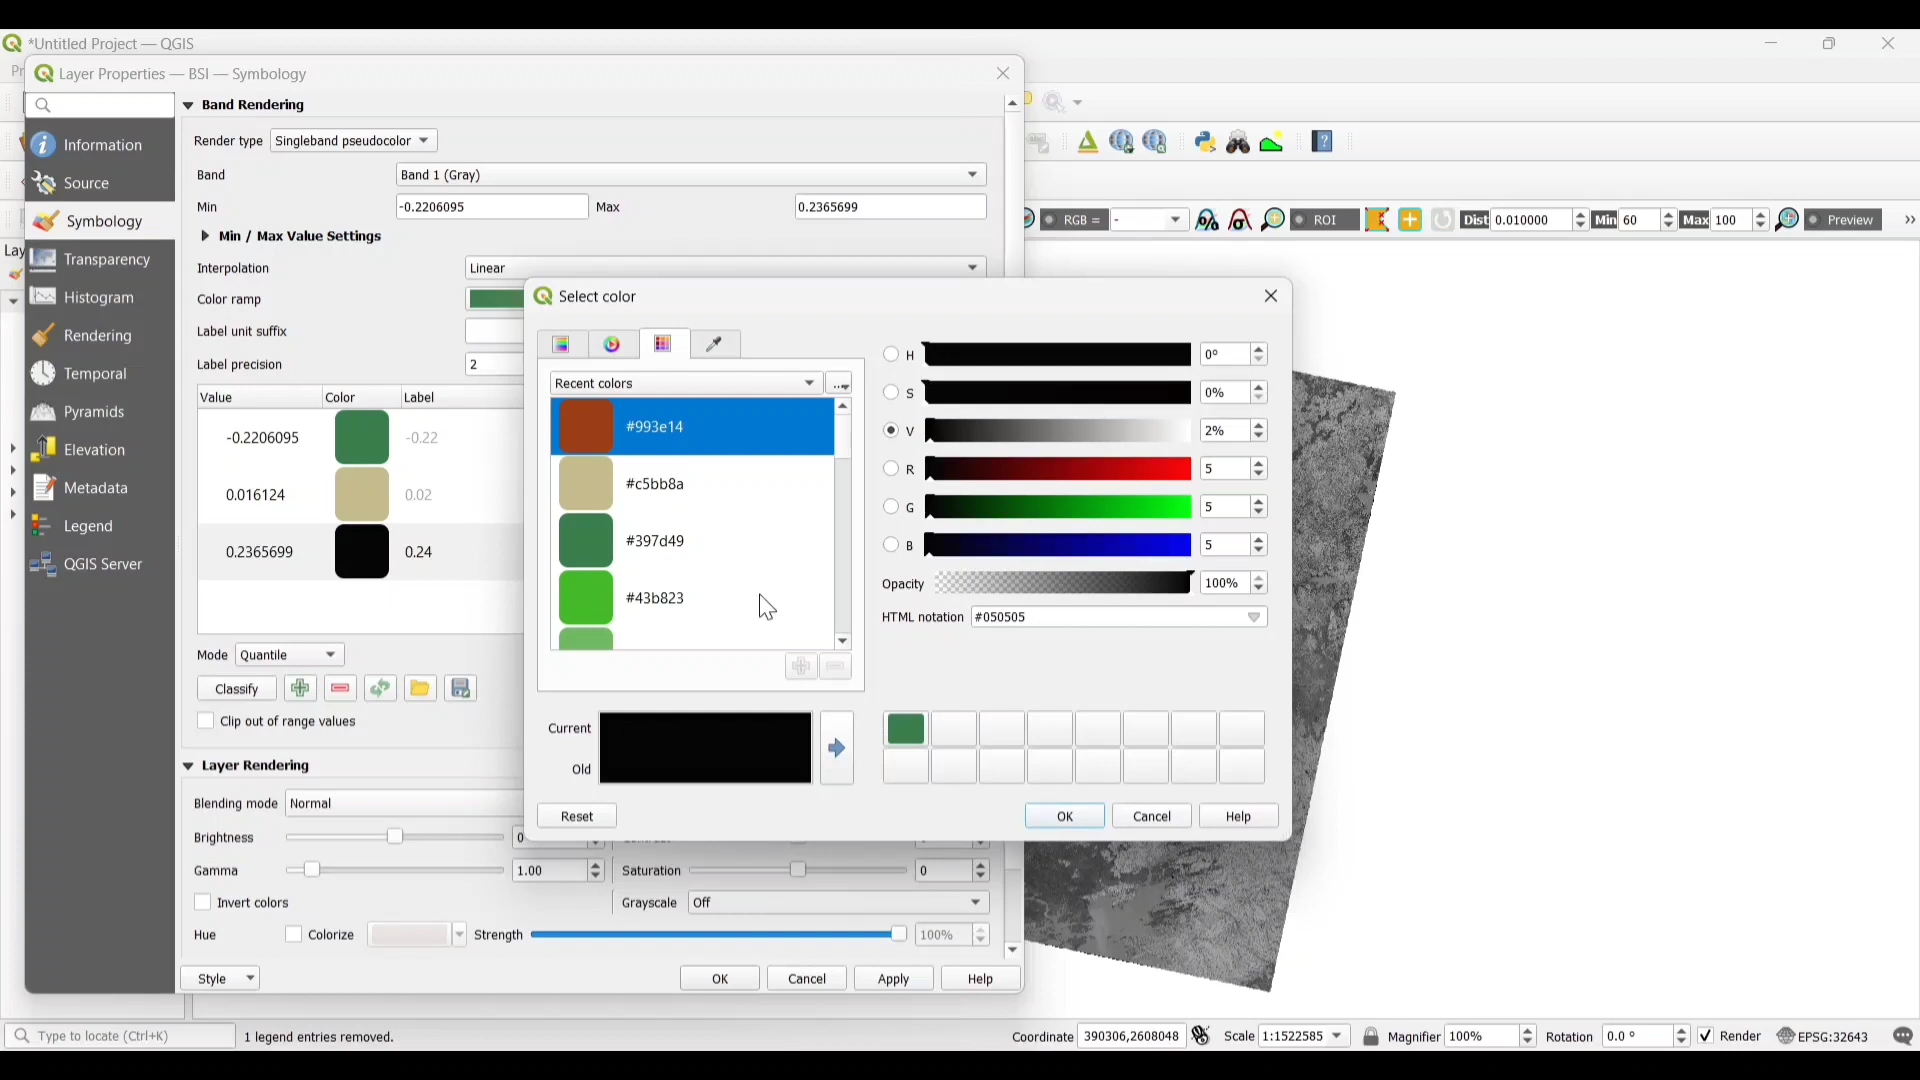 *Untitled Project — QGIS
Layer Properties — BSI — Symbology
Information
Source
Symbology
Transparency
Histogram
Rendering
Temporal
Pyramids
Elevation
Metadata
Legend
QGIS Server
Band Rendering
Render type Singleband pseudocolor
Band Band 1 (Gray)
Min -0.2206095 Max 0.2365699
Min / Max Value Settings
Interpolation Linear
Color ramp
Label unit suffix
Label precision 2
Value Color Label
-0.2206095 -0.22
0.016124 0.02
0.2365699 0.24
Mode Quantile
Classify
Clip out of range values
Layer Rendering
Blending mode Normal
Brightness 0
Gamma 1.00 Saturation 0
Invert colors Grayscale Off
Hue Colorize Strength 100%
Style OK Cancel Apply Help
RGB = - ROI Dist 0.010000 Min 60 Max 100 Preview »
Lay
Select color
Recent colors ...
#993e14
#c5bb8a
#397d49
#43b823
H 0°
S 0%
V 2%
R 5
G 5
B 5
Opacity 100%
HTML notation #050505
Current
Old
Reset OK Cancel Help
Type to locate (Ctrl+K) 1 legend entries removed. Coordinate 390306,2608048 Scale 1:1522585 Magnifier 100% Rotation 0.0 ° Render EPSG:32643